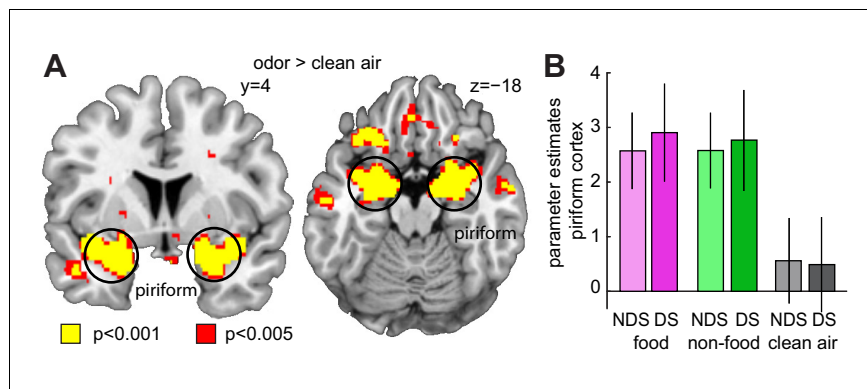 A
odor > clean air
y=4
z=−18
piriform
piriform
p<0.001
p<0.005
B
parameter estimates
piriform cortex
4
3
2
1
0
NDS DS NDS DS NDS DS
food non-food clean air